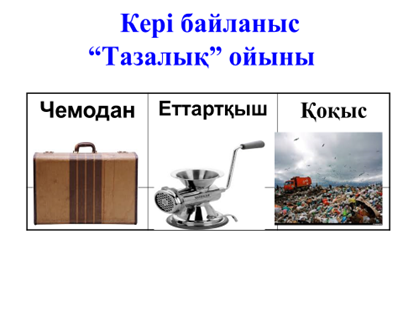 Кері байланыс
“Тазалық” ойыны
Чемодан
Еттартқыш
Қоқыс